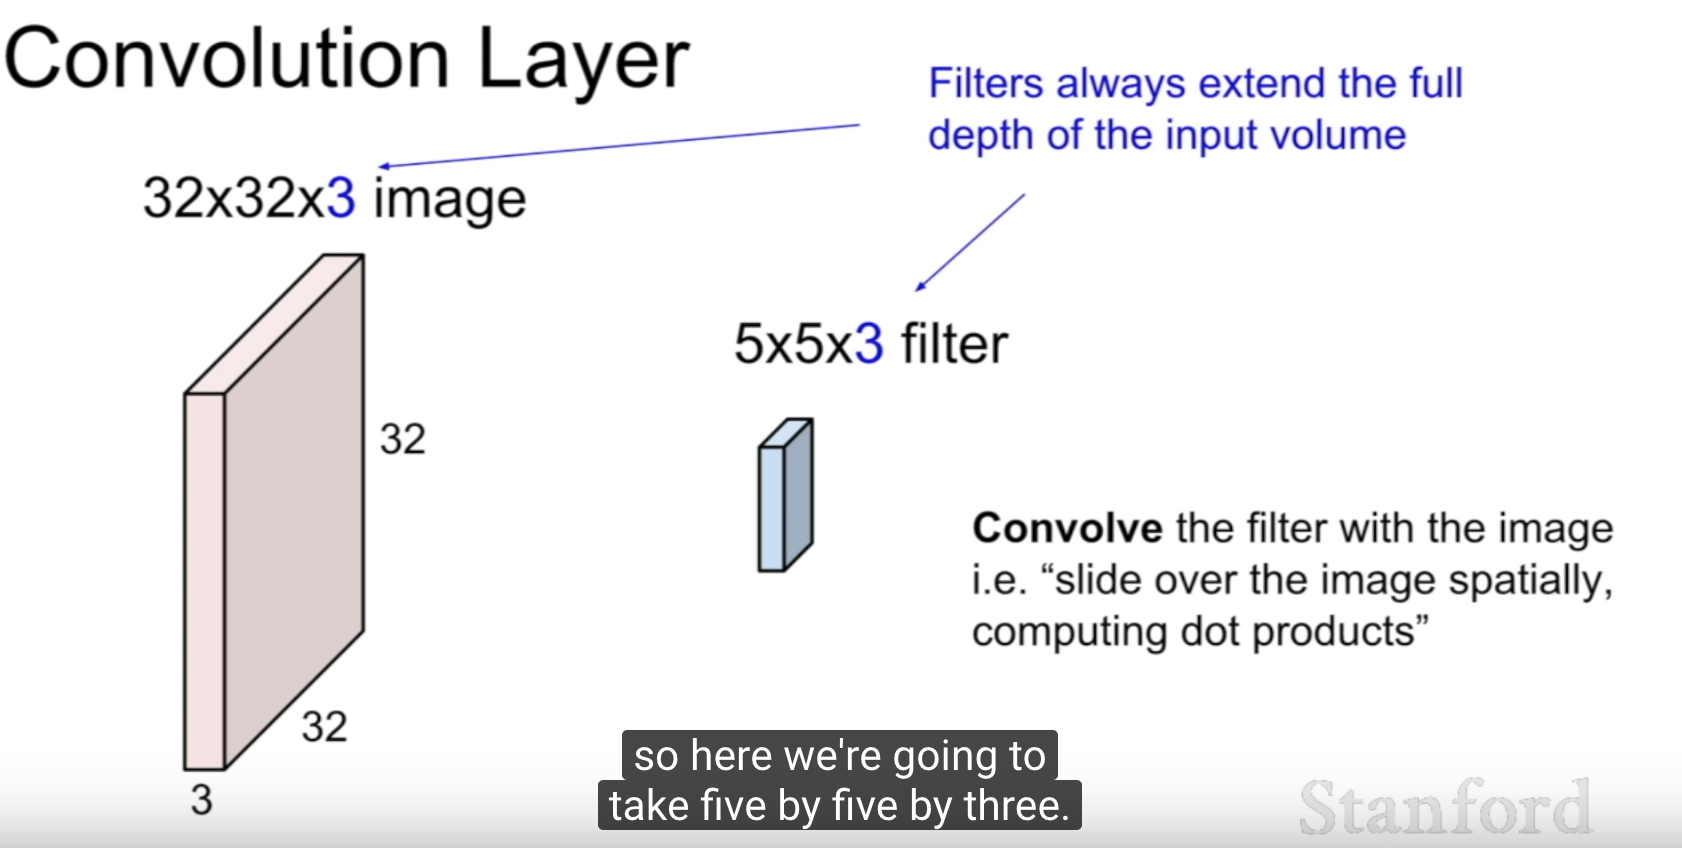 Convolution Layer
Filters always extend the full
depth of the input volume
32x32x3 image
5x5x3 filter
32
32
3
Convolve the filter with the image
i.e. “slide over the image spatially,
computing dot products”
so here we're going to
take five by five by three.
Stanford